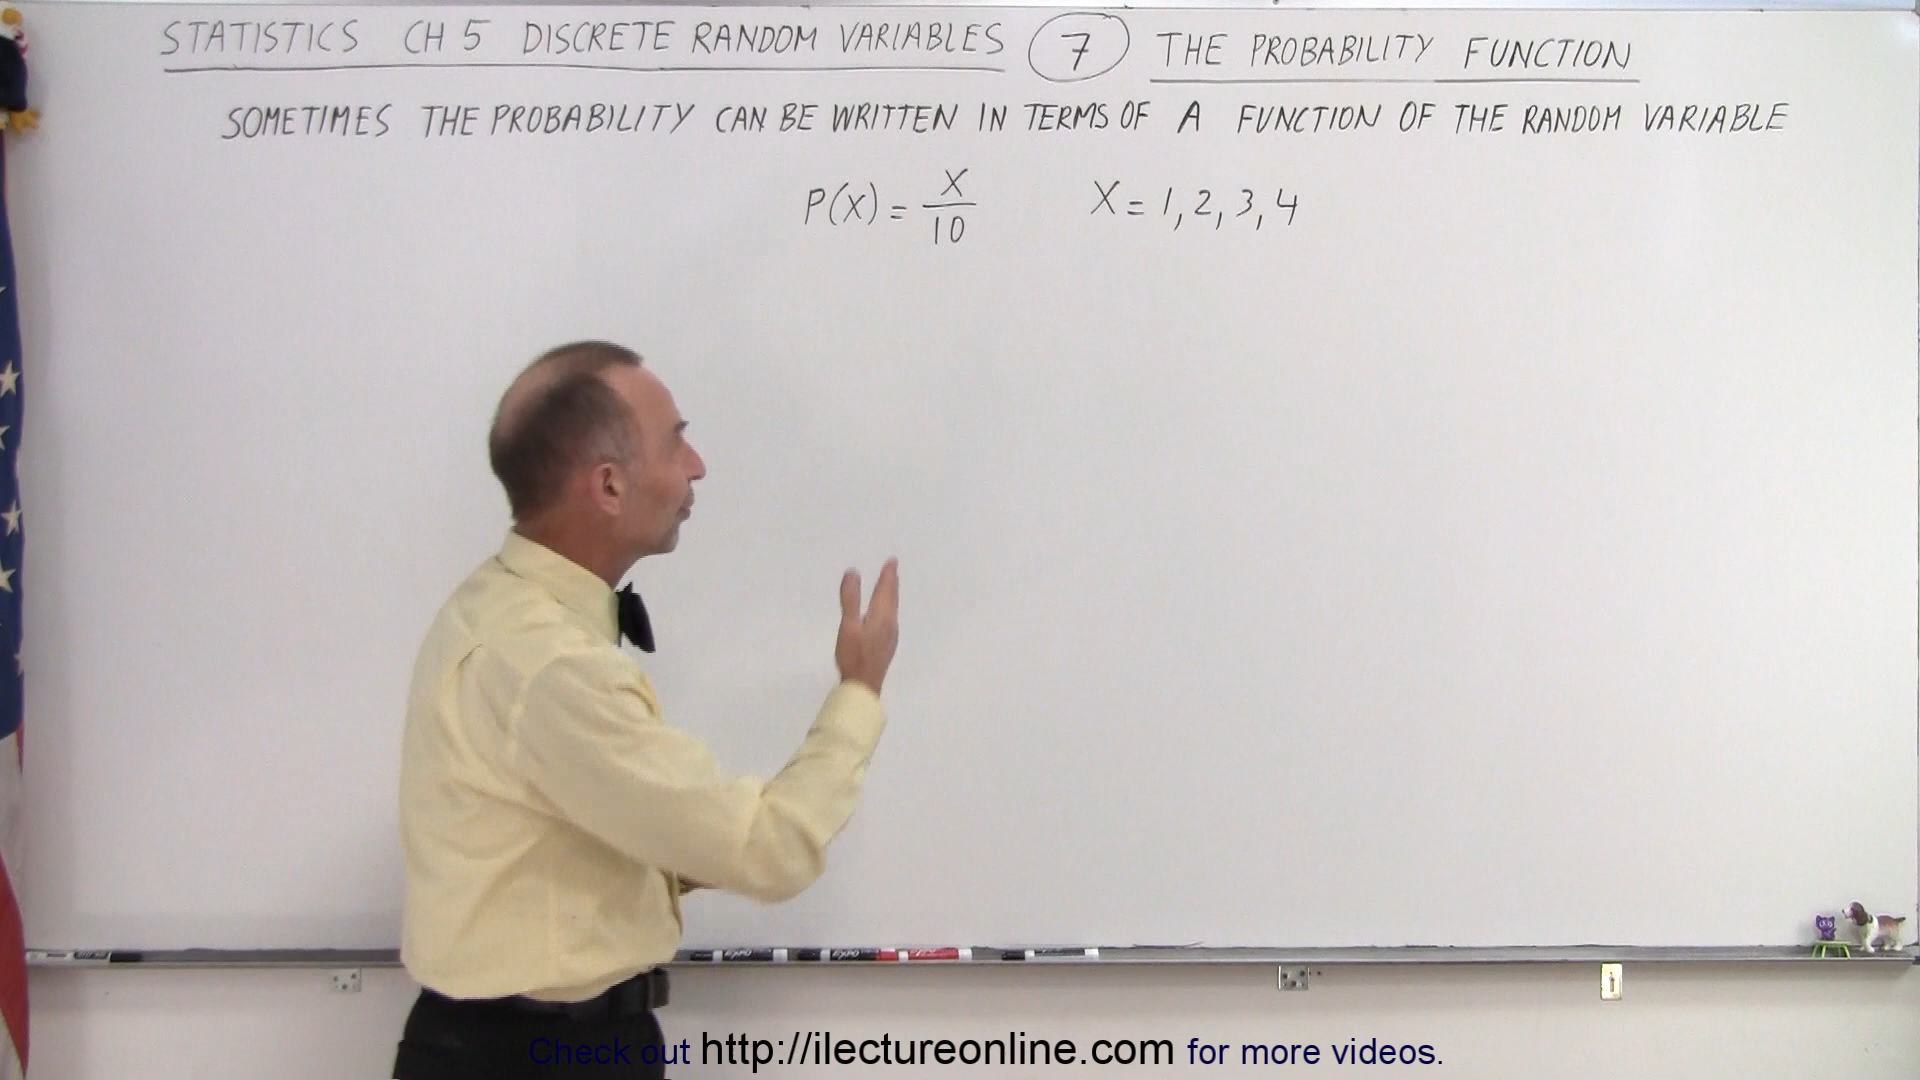 STATISTICS CH 5 DISCRETE RANDOM VARIABLES 7 THE PROBABILITY FUNCTION
SOMETIMES THE PROBABILITY CAN BE WRITTEN IN TERMS OF A FUNCTION OF THE RANDOM VARIABLE
P(X) = X/10 X = 1, 2, 3, 4
Check out http://ilectureonline.com for more videos.